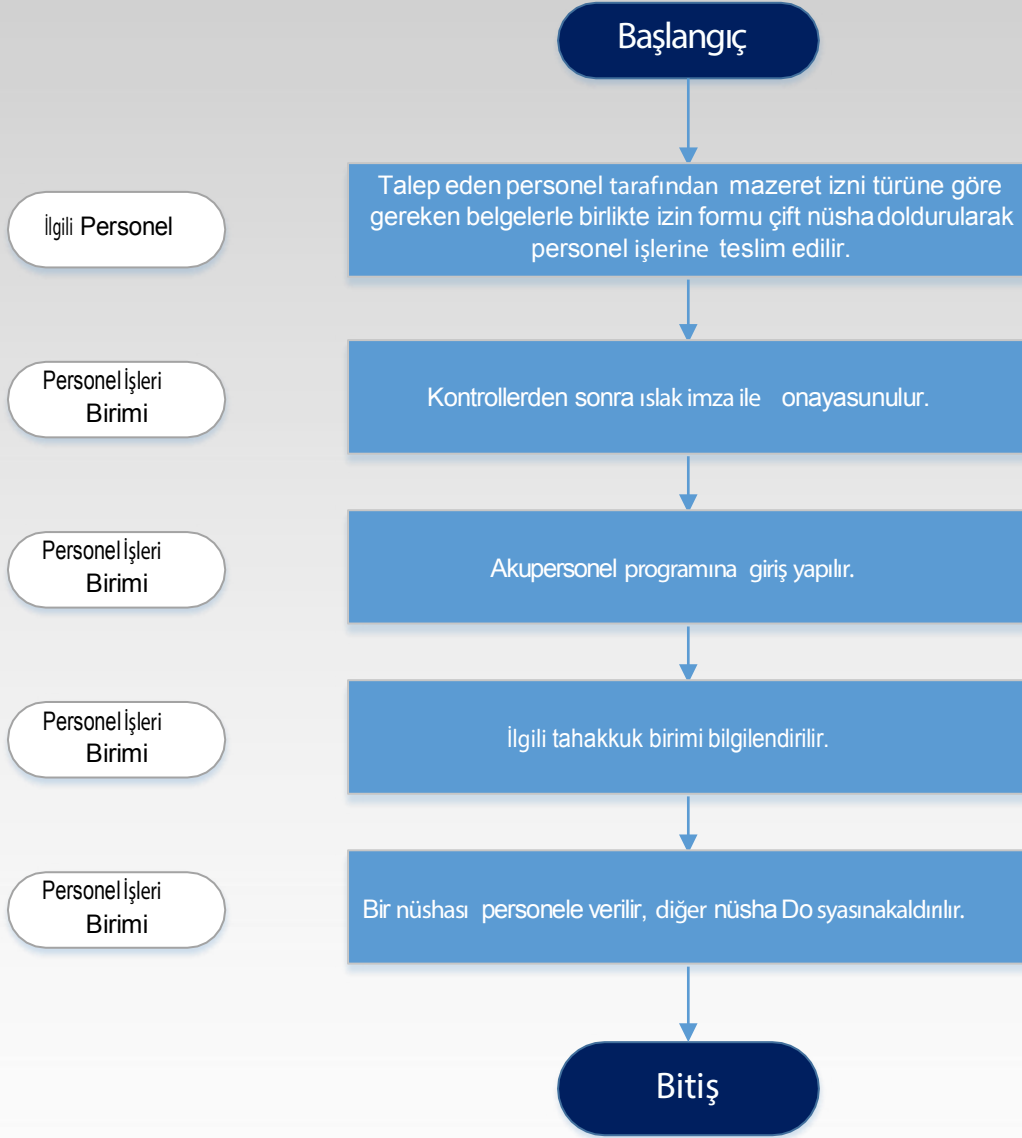 Başlangıç
İlgili Personel
Talep eden personel tarafından mazeret izni türüne göre
gereken belgelerle birlikte izin formu çift nüsha doldurularak
personel işlerine teslim edilir.
Personel İşleri
Birimi
Kontrollerden sonra ıslak imza ile onayasunulur.
Personel İşleri
Birimi
Akupersonel programına giriş yapılır.
Personel İşleri
Birimi
İlgili tahakkuk birimi bilgilendirilir.
Personel İşleri
Birimi
Bir nüshası personele verilir, diğer nüsha Do syasınakaldırılır.
Bitiş